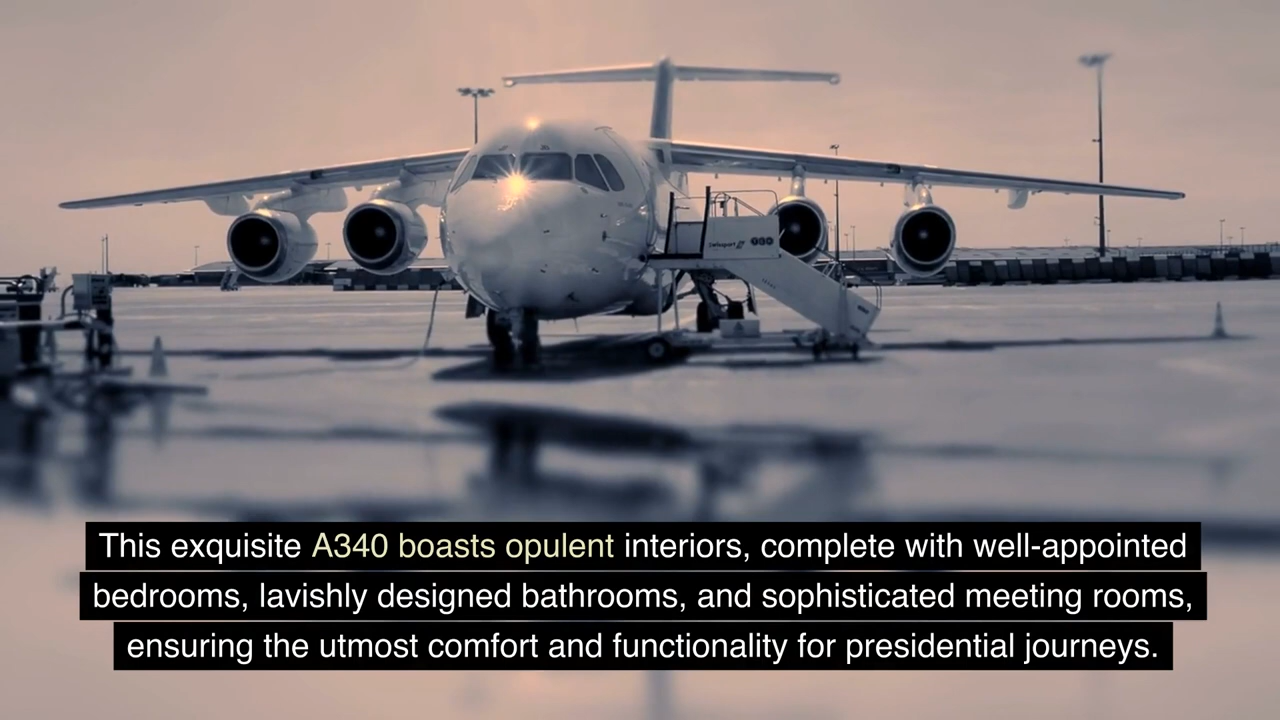 This exquisite A340 boasts opulent interiors, complete with well-appointed
bedrooms, lavishly designed bathrooms, and sophisticated meeting rooms,
ensuring the utmost comfort and functionality for presidential journeys.